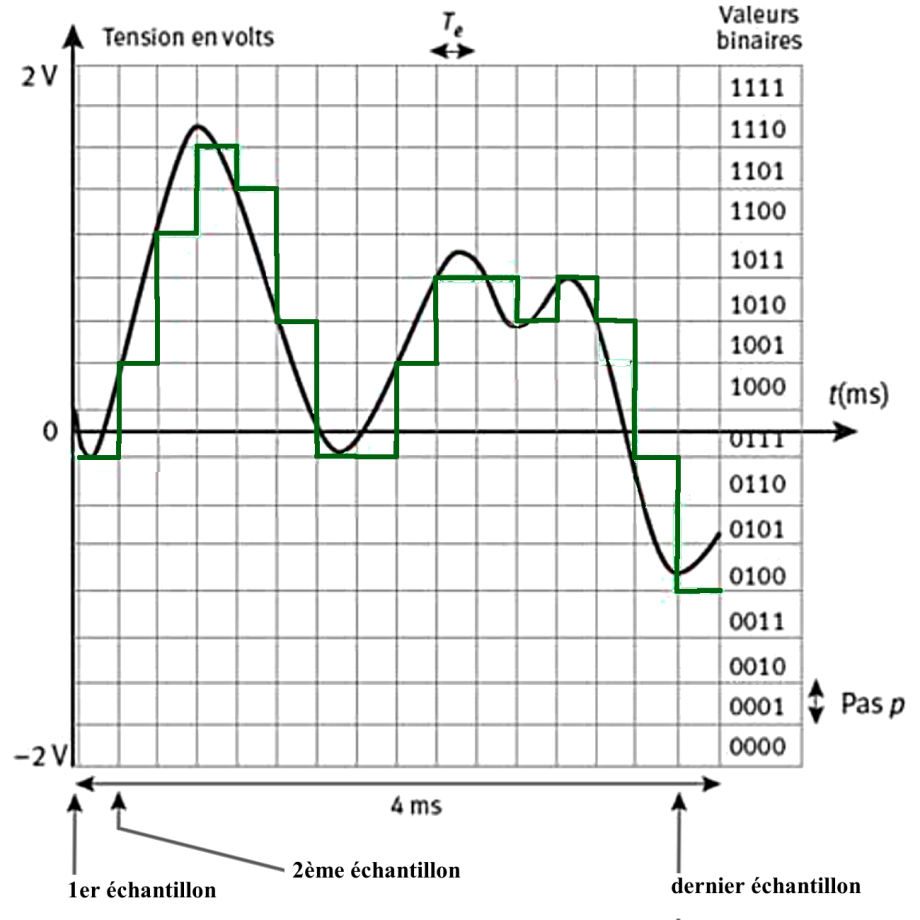 Tension en volts
Te
Valeurs
binaires
2 V
1111
1110
1101
1100
1011
1010
1001
1000
t(ms)
0
0111
0110
0101
0100
0011
0010
0001
Pas p
0000
−2 V
4 ms
2ème échantillon
1er échantillon
dernier échantillon